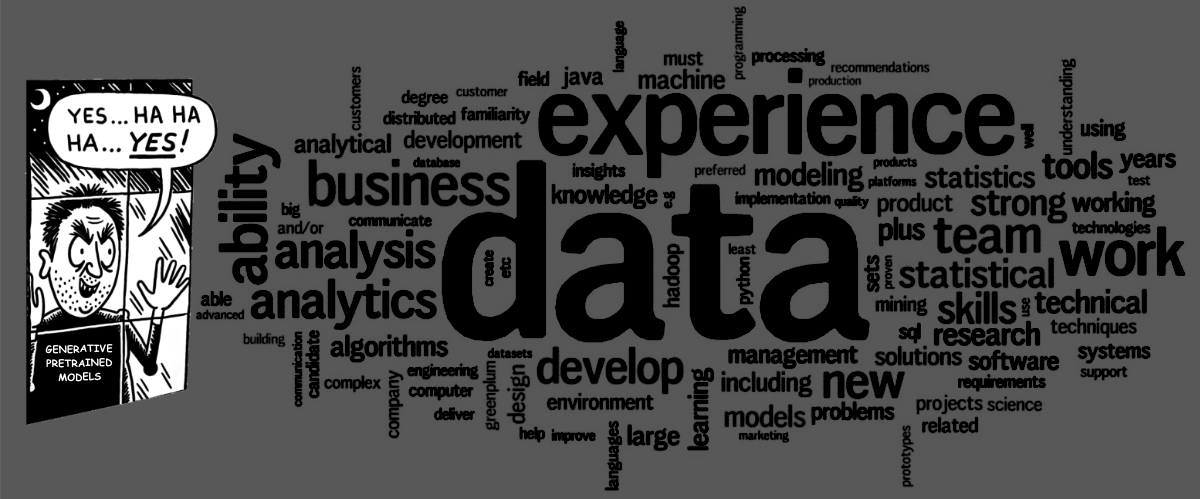 YES... HA HA
HA... YES!
GENERATIVE
PRETRAINED
MODELS
language
programming
must
processing
recommendations
field
java
machine
production
customers
degree
customer
understanding
distributed
familiarity
experience
well
using
analytical
development
ability
database
insights
preferred
modeling
products
platforms
statistics
tools
years
test
business
knowledge
e.g
implementation
quality
product
strong
working
big
and/or
communicate
data
plus
team
technologies
work
analysis
create
etc
hadoop
least
python
sets
proven
statistical
able
advanced
analytics
mining
skills
use
technical
building
communication
candidate
algorithms
datasets
develop
management
sql
research
techniques
solutions
software
systems
support
complex
company
engineering
computer
greenplum
design
environment
learning
including
new
requirements
deliver
models
problems
projects
science
related
help
improve
languages
large
marketing
prototypes